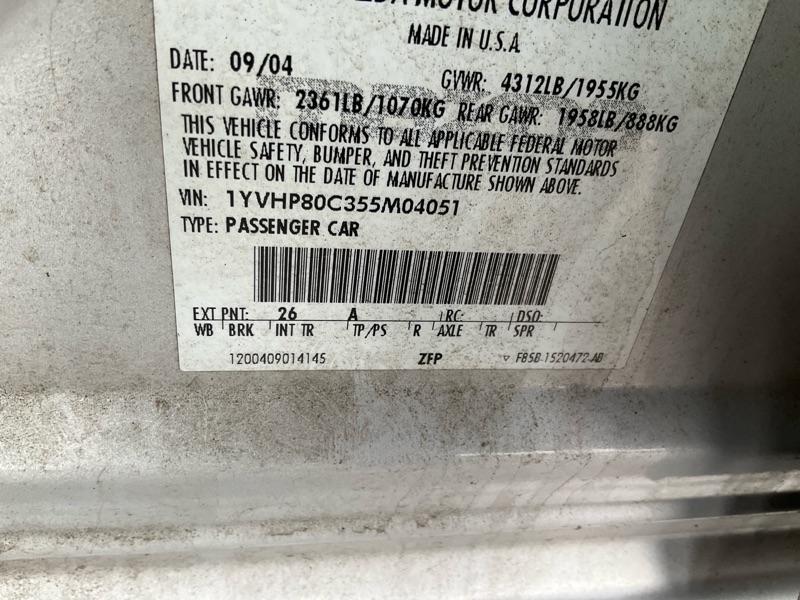 MOTOR CORPORATION
MADE IN U.S.A
DATE: 09/04
GVWR: 4312LB/1955KG
FRONT GAWR: 2361LB/1070KG REAR GAWR: 1958LB/888KG
THIS VEHICLE CONFORMS TO ALL APPLICABLE FEDERAL MOTOR
VEHICLE SAFETY, BUMPER, AND THEFT PREVENTION STANDARDS
IN EFFECT ON THE DATE OF MANUFACTURE SHOWN ABOVE.
VIN: 1YVHP80C355M04051
TYPE: PASSENGER CAR
EXT PNT: 26 A RC: DSO:
WB BRK INT TR TP/PS R AXLE TR SPR
1200409014145 ZFP F85B-1520472-AB